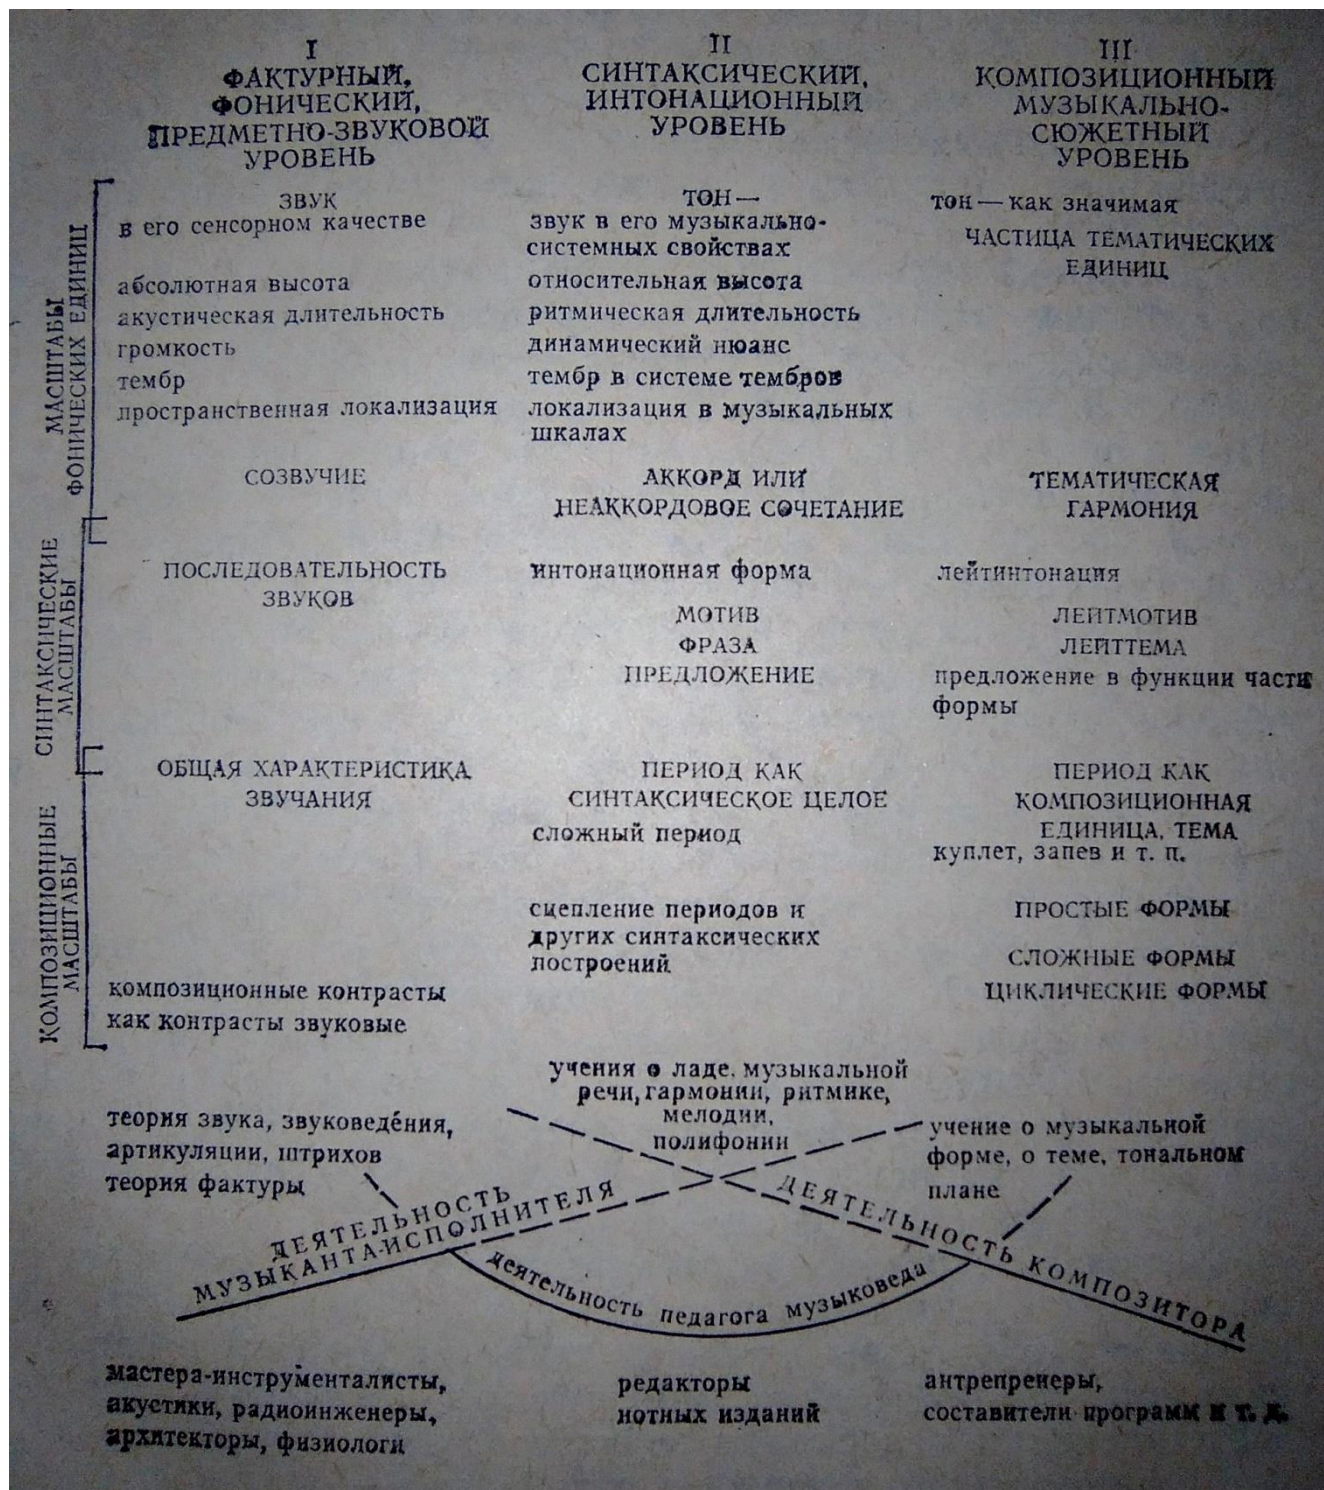 I
ФАКТУРНЫЙ,
ФОНИЧЕСКИЙ,
ПРЕДМЕТНО-ЗВУКОВОЙ
УРОВЕНЬ
II
СИНТАКСИЧЕСКИЙ,
ИНТОНАЦИОННЫЙ
УРОВЕНЬ
III
КОМПОЗИЦИОННЫЙ
МУЗЫКАЛЬНО-
СЮЖЕТНЫЙ
УРОВЕНЬ
МАСШТАБЫ
ФОНИЧЕСКИХ ЕДИНИЦ
ЗВУК
в его сенсорном качестве
абсолютная высота
акустическая длительность
громкость
тембр
пространственная локализация
СОЗВУЧИЕ
ТОН —
звук в его музыкально-
системных свойствах
относительная высота
ритмическая длительность
динамический нюанс
тембр в системе тембров
локализация в музыкальных
шкалах
АККОРД ИЛИ
НЕАККОРДОВОЕ СОЧЕТАНИЕ
тон — как значимая
ЧАСТИЦА ТЕМАТИЧЕСКИХ
ЕДИНИЦ
ТЕМАТИЧЕСКАЯ
ГАРМОНИЯ
СИНТАКСИЧЕСКИЕ
МАСШТАБЫ
ПОСЛЕДОВАТЕЛЬНОСТЬ
ЗВУКОВ
интонационная форма
МОТИВ
ФРАЗА
ПРЕДЛОЖЕНИЕ
лейтинтонация
ЛЕЙТМОТИВ
ЛЕЙТТЕМА
предложение в функции части
формы
КОМПОЗИЦИОННЫЕ
МАСШТАБЫ
ОБЩАЯ ХАРАКТЕРИСТИКА
ЗВУЧАНИЯ
композиционные контрасты
как контрасты звуковые
ПЕРИОД КАК
СИНТАКСИЧЕСКОЕ ЦЕЛОЕ
сложный период
сцепление периодов и
других синтаксических
построений
ПЕРИОД КАК
КОМПОЗИЦИОННАЯ
ЕДИНИЦА, ТЕМА
куплет, запев и т. п.
ПРОСТЫЕ ФОРМЫ
СЛОЖНЫЕ ФОРМЫ
ЦИКЛИЧЕСКИЕ ФОРМЫ
теория звука, звуковедéния,
артикуляции, штрихов
теория фактуры
учения о ладе, музыкальной
речи, гармонии, ритмике,
мелодии,
полифонии
учение о музыкальной
форме, о теме, тональном
плане
ДЕЯТЕЛЬНОСТЬ
МУЗЫКАНТА-ИСПОЛНИТЕЛЯ
ДЕЯТЕЛЬНОСТЬ КОМПОЗИТОРА
деятельность педагога музыковеда
мастера-инструменталисты,
акустики, радиоинженеры,
архитекторы, физиологи
редакторы
нотных изданий
антрепренеры,
составители программ и т. д.